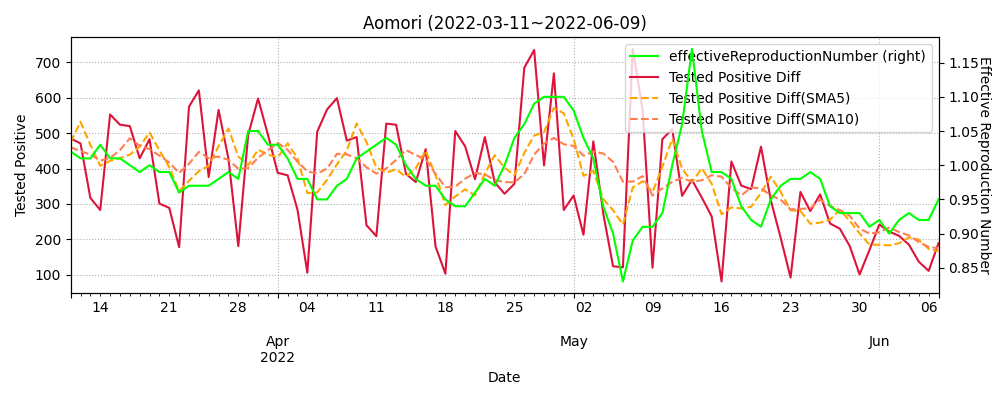 Aomori (2022-03-11~2022-06-09)
effectiveReproductionNumber (right)
Tested Positive Diff
Tested Positive Diff(SMA5)
Tested Positive Diff(SMA10)
Tested Positive
700
600
500
400
300
200
100
1.15
1.10
1.05
1.00
0.95
0.90
0.85
Effective Reproduction Number
14 21 28 04 11 18 25 02 09 16 23 30 06
Apr May Jun
2022
Date